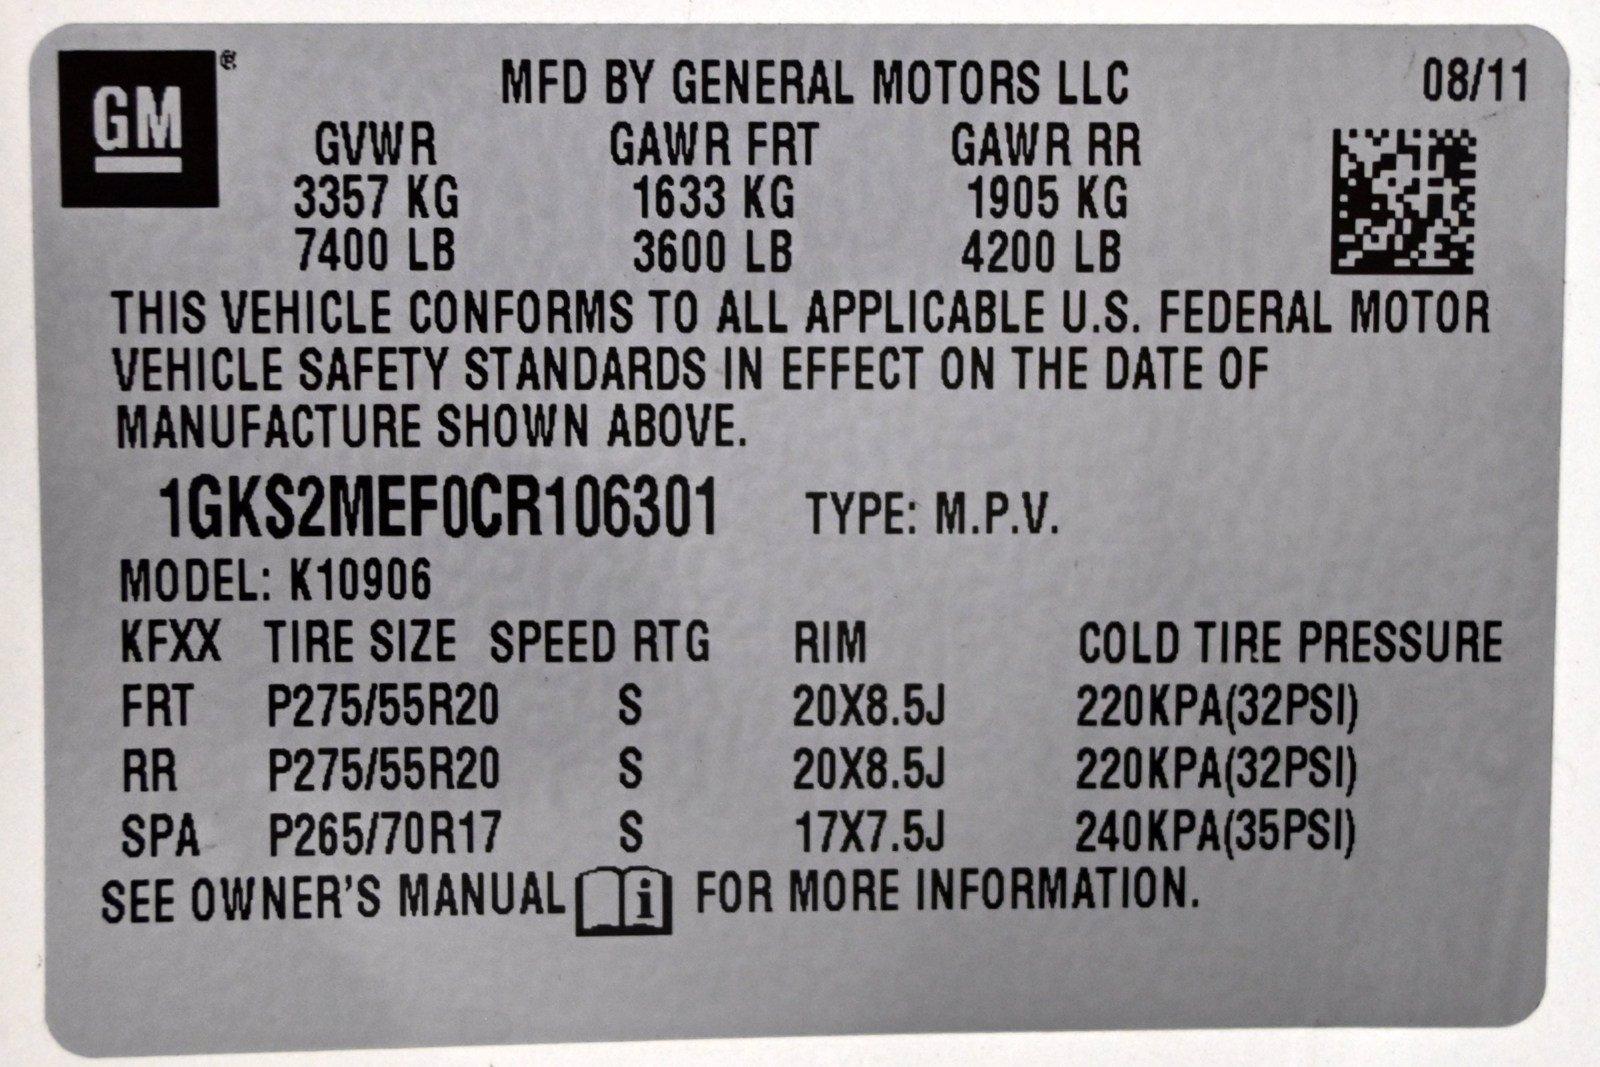 GM ®
MFD BY GENERAL MOTORS LLC 08/11
GVWR GAWR FRT GAWR RR
3357 KG 1633 KG 1905 KG
7400 LB 3600 LB 4200 LB
THIS VEHICLE CONFORMS TO ALL APPLICABLE U.S. FEDERAL MOTOR
VEHICLE SAFETY STANDARDS IN EFFECT ON THE DATE OF
MANUFACTURE SHOWN ABOVE.
1GKS2MEF0CR106301 TYPE: M.P.V.
MODEL: K10906
KFXX TIRE SIZE SPEED RTG RIM COLD TIRE PRESSURE
FRT P275/55R20 S 20X8.5J 220KPA(32PSI)
RR P275/55R20 S 20X8.5J 220KPA(32PSI)
SPA P265/70R17 S 17X7.5J 240KPA(35PSI)
SEE OWNER'S MANUAL i FOR MORE INFORMATION.